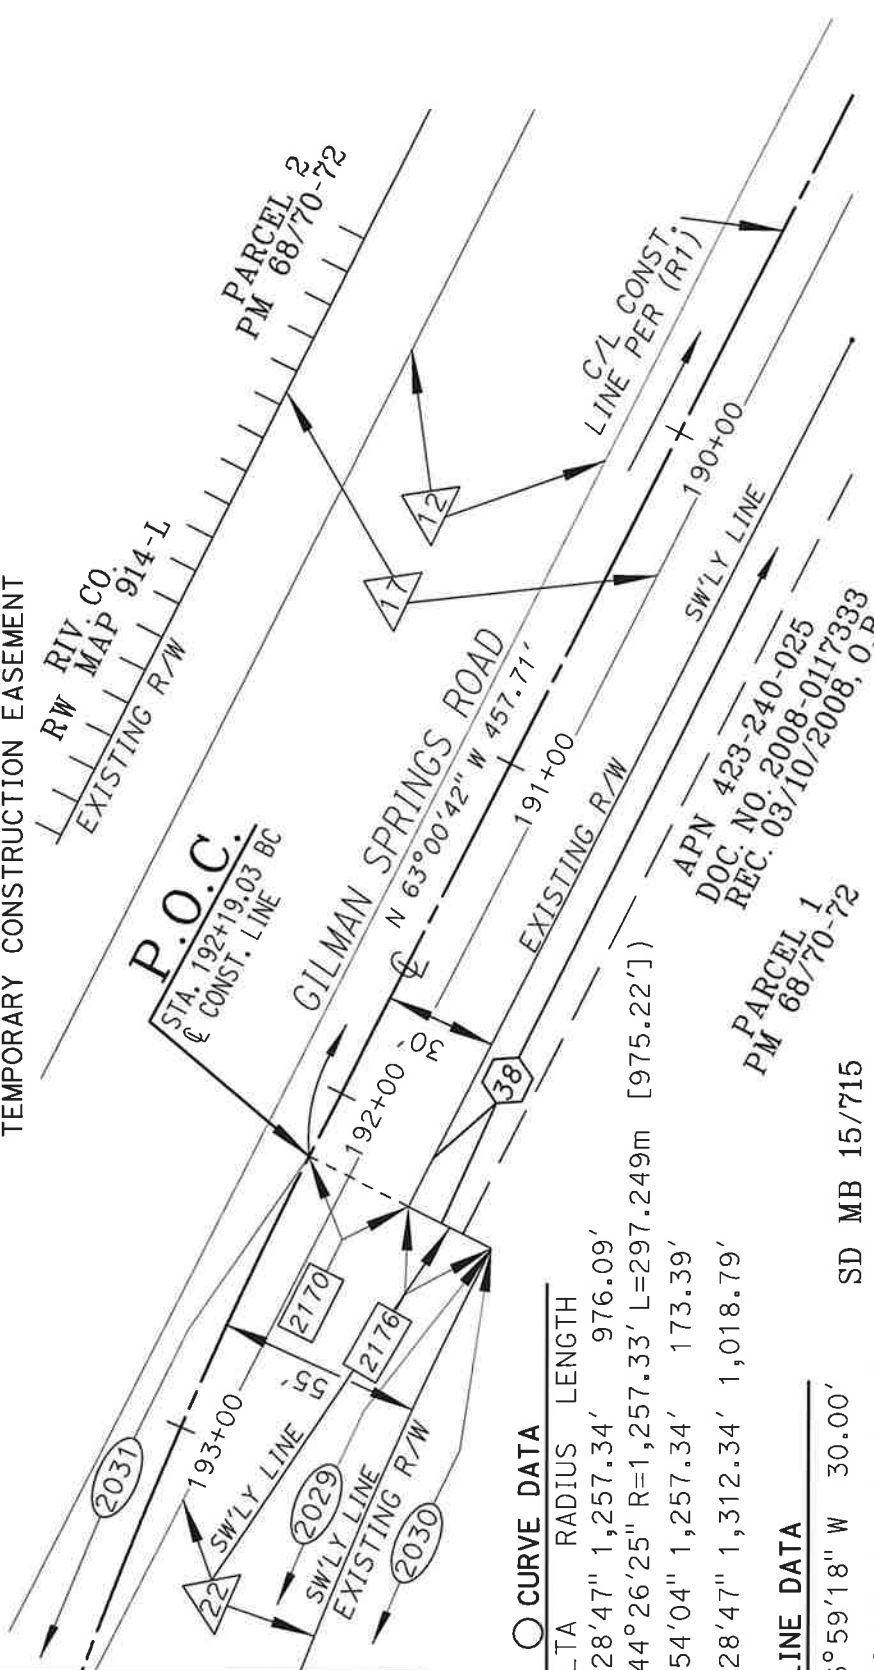 TEMPORARY CONSTRUCTION EASEMENT
RIV. CO.
RW MAP 914-L
EXISTING R/W
PARCEL 2
PM 68/70-72
P.O.C.
STA. 192+19.03 BC
℄ CONST. LINE
GILMAN SPRINGS ROAD
℄ N 63°00'42" W 457.71'
C/L CONST.
LINE PER (R1)
12
17
190+00
191+00
192+00
193+00
30'
55'
SW'LY LINE
EXISTING R/W
38
2170
2176
2031
2029
2030
22
SW'LY LINE
SW'LY LINE
EXISTING R/W
APN 423-240-025
DOC. NO. 2008-0117333
REC. 03/10/2008, O.R.
PARCEL 1
PM 68/70-72
SD MB 15/715
CURVE DATA
LTA RADIUS LENGTH
28'47" 1,257.34' 976.09'
44°26'25" R=1,257.33' L=297.249m [975.22'])
54'04" 1,257.34' 173.39'
28'47" 1,312.34' 1,018.79'
LINE DATA
°59'18" W 30.00'